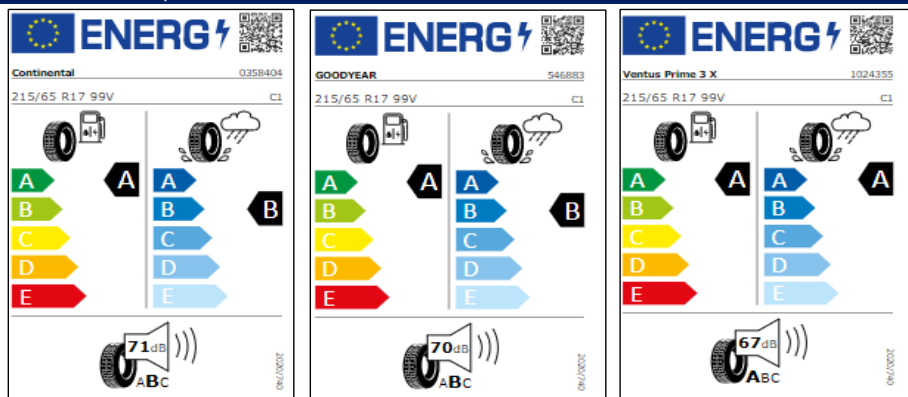 ENERG
Continental 0358404
215/65 R17 99V C1
A A A
B B B
C C
D D
E E
71dB
ABC
2020/740
ENERG
GOODYEAR 546883
215/65 R17 99V C1
A A A
B B B
C C
D D
E E
70dB
ABC
2020/740
ENERG
Ventus Prime 3 X 1024355
215/65 R17 99V C1
A A A A
B B
C C
D D
E E
67dB
ABC
2020/740